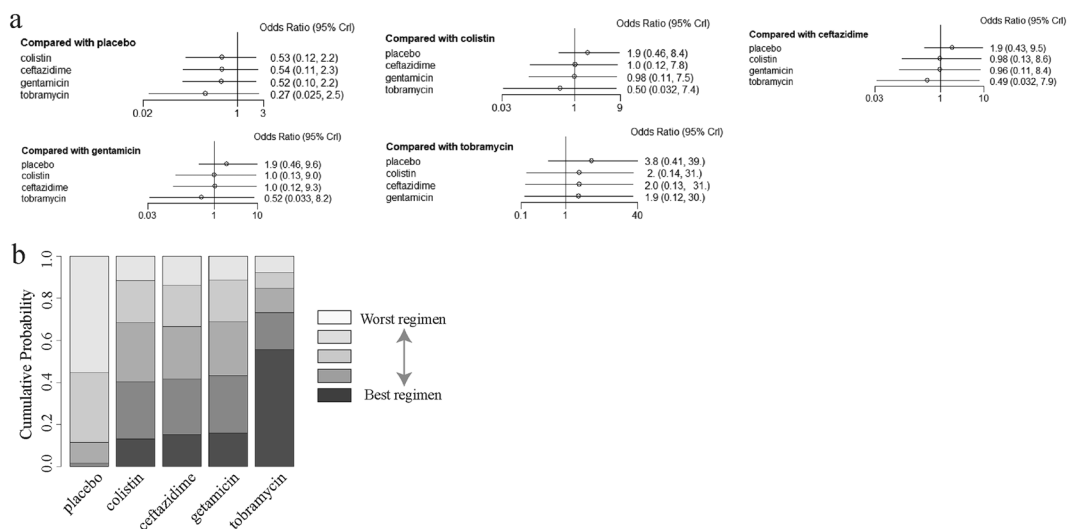 a
Odds Ratio (95% CrI)
Compared with placebo
colistin 0.53 (0.12, 2.2)
ceftazidime 0.54 (0.11, 2.3)
gentamicin 0.52 (0.10, 2.2)
tobramycin 0.27 (0.025, 2.5)
0.02 1 3
Odds Ratio (95% CrI)
Compared with colistin
placebo 1.9 (0.46, 8.4)
ceftazidime 1.0 (0.12, 7.8)
gentamicin 0.98 (0.11, 7.5)
tobramycin 0.50 (0.032, 7.4)
0.03 1 9
Odds Ratio (95% CrI)
Compared with ceftazidime
placebo 1.9 (0.43, 9.5)
colistin 0.98 (0.13, 8.6)
gentamicin 0.96 (0.11, 8.4)
tobramycin 0.49 (0.032, 7.9)
0.03 1 10
Odds Ratio (95% CrI)
Compared with gentamicin
placebo 1.9 (0.46, 9.6)
colistin 1.0 (0.13, 9.0)
ceftazidime 1.0 (0.12, 9.3)
tobramycin 0.52 (0.033, 8.2)
0.03 1 10
Odds Ratio (95% CrI)
Compared with tobramycin
placebo 3.8 (0.41, 39.)
colistin 2. (0.14, 31.)
ceftazidime 2.0 (0.13, 31.)
gentamicin 1.9 (0.12, 30.)
0.1 1 40
b
Cumulative Probability
1.0
0.8
0.6
0.4
0.2
0.0
placebo
colistin
ceftazidime
getamicin
tobramycin
Worst regimen
Best regimen